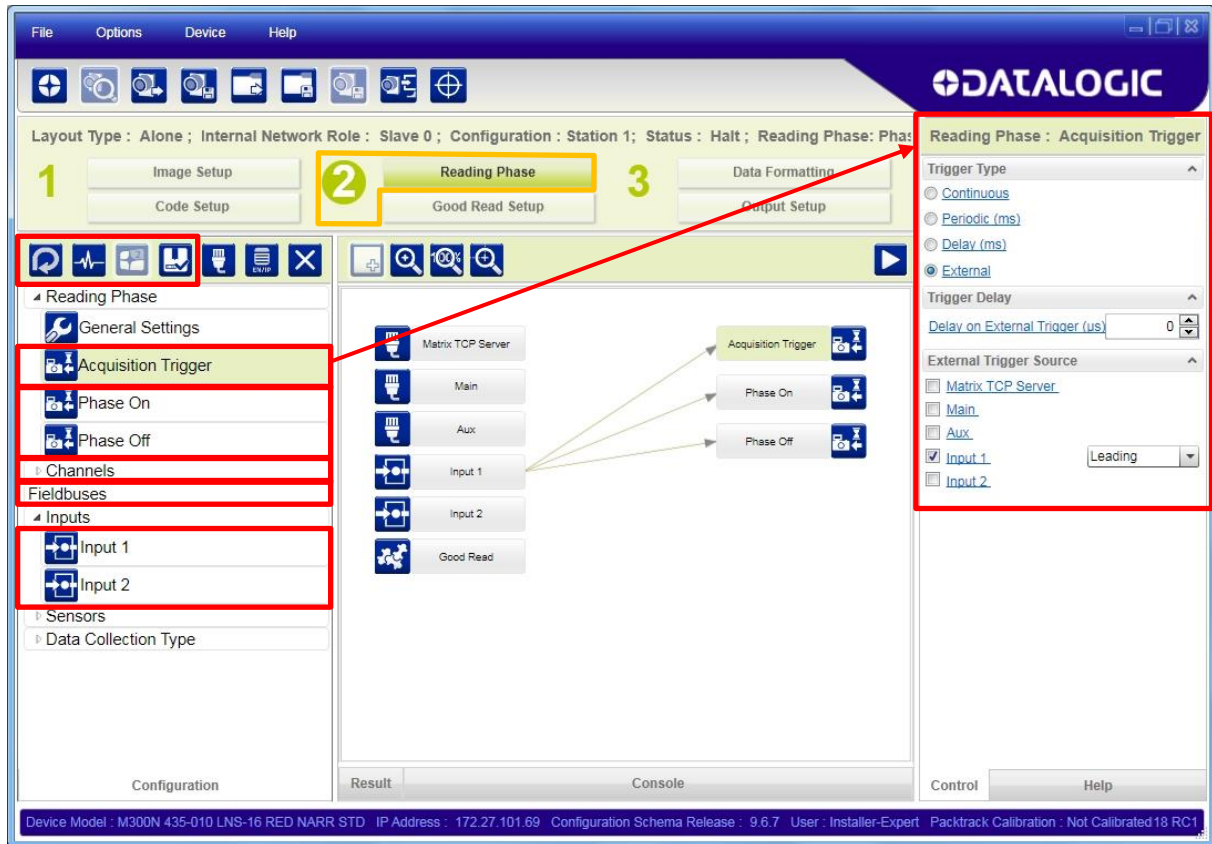 File Options Device Help
DATALOGIC
Layout Type : Alone ; Internal Network Role : Slave 0 ; Configuration : Station 1; Status : Halt ; Reading Phase: Phas
1
Image Setup
Code Setup
2
Reading Phase
Good Read Setup
3
Data Formatting
Output Setup
EN/IP
Reading Phase
General Settings
Acquisition Trigger
Phase On
Phase Off
Channels
Fieldbuses
Inputs
Input 1
Input 2
Sensors
Data Collection Type
Configuration
100%
Matrix TCP Server
Main
Aux
Input 1
Input 2
Good Read
Acquisition Trigger
Phase On
Phase Off
Result Console
Reading Phase : Acquisition Trigger
Trigger Type
Continuous
Periodic (ms)
Delay (ms)
External
Trigger Delay
Delay on External Trigger (µs) 0
External Trigger Source
Matrix TCP Server
Main
Aux
Input 1 Leading
Input 2
Control Help
Device Model : M300N 435-010 LNS-16 RED NARR STD IP Address : 172.27.101.69 Configuration Schema Release : 9.6.7 User : Installer-Expert Packtrack Calibration : Not Calibrated 18 RC1